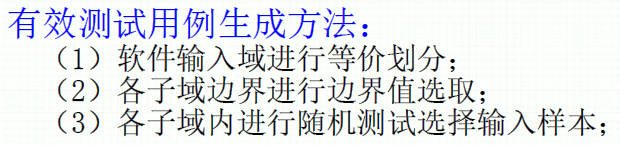 有效测试用例生成方法：
（1）软件输入域进行等价划分；
（2）各子域边界进行边界值选取；
（3）各子域内进行随机测试选择输入样本；